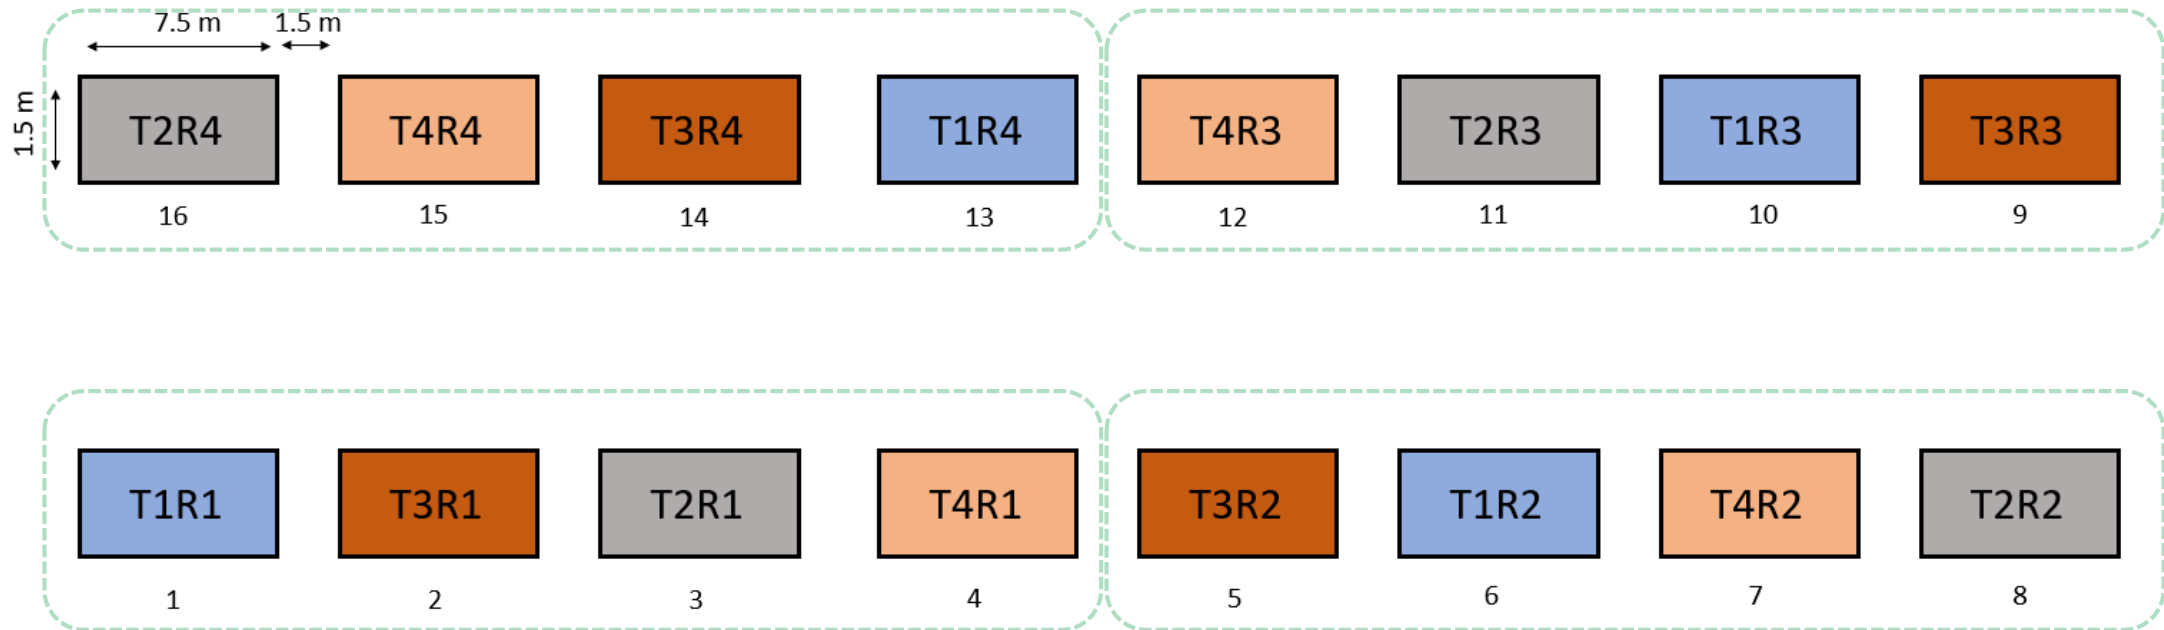 7.5 m 1.5 m
1.5 m
T2R4 T4R4 T3R4 T1R4 T4R3 T2R3 T1R3 T3R3
16 15 14 13 12 11 10 9
T1R1 T3R1 T2R1 T4R1 T3R2 T1R2 T4R2 T2R2
1 2 3 4 5 6 7 8